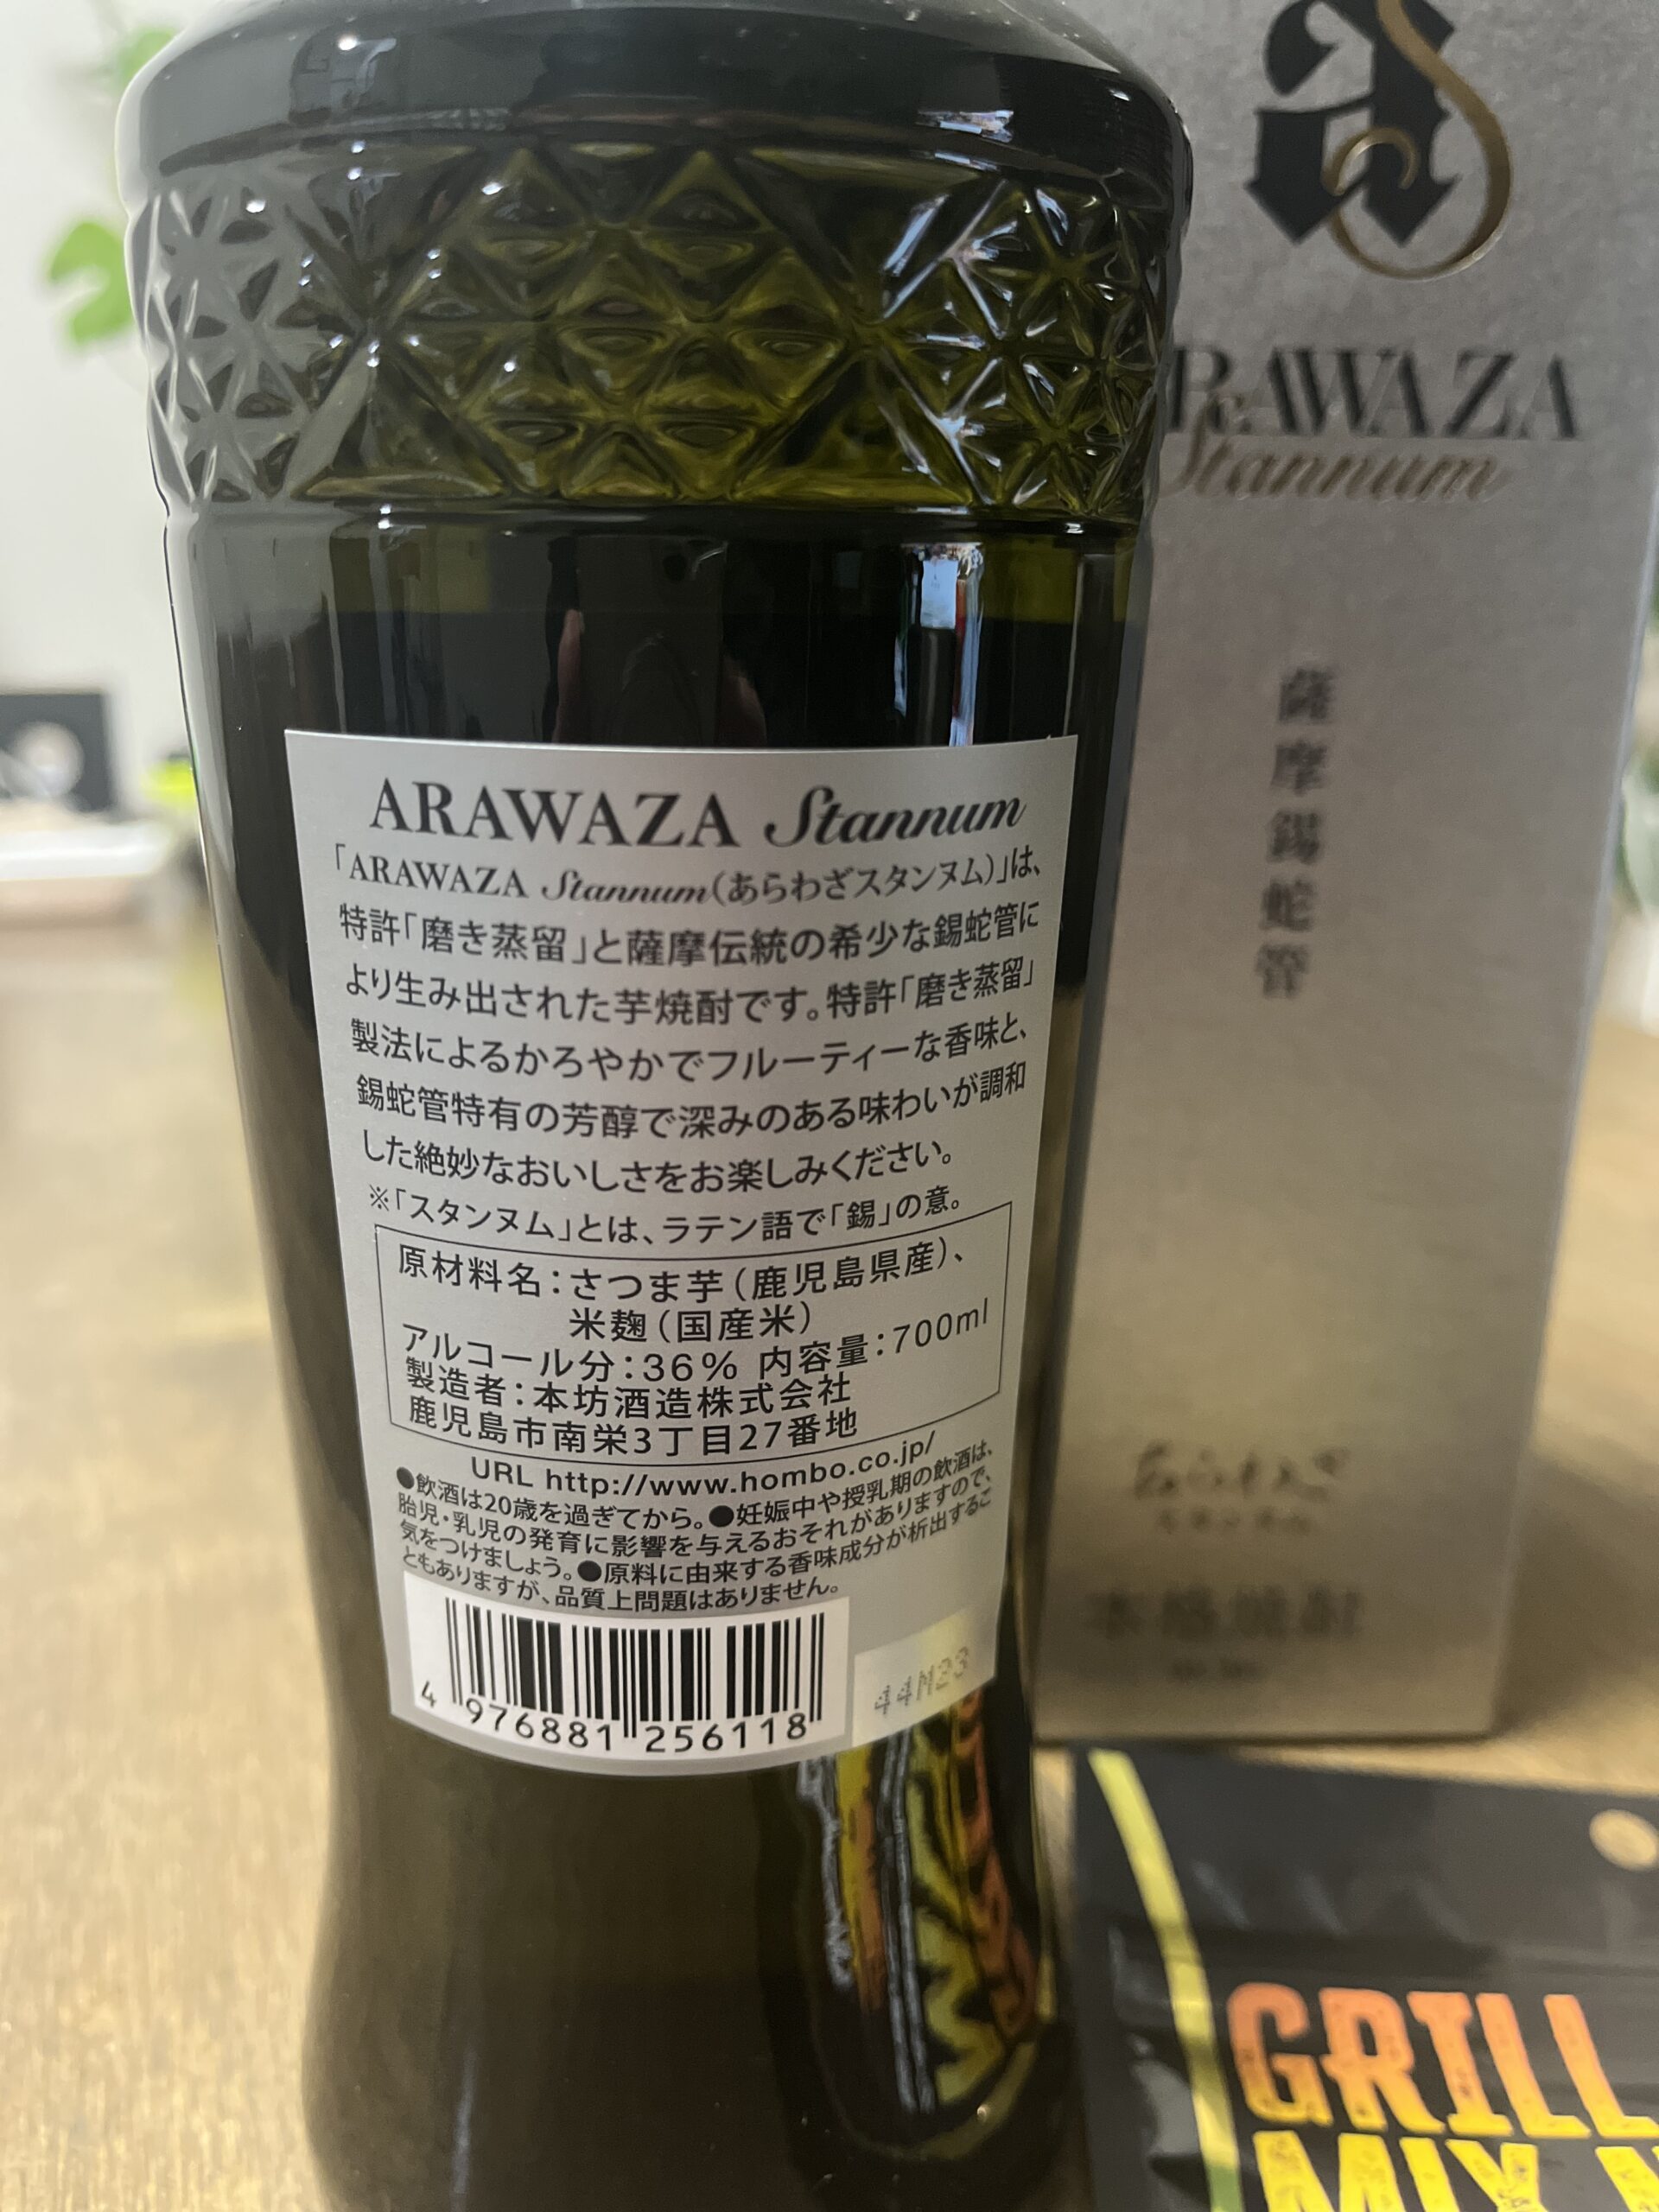 ARAWAZA Stannum
「ARAWAZA Stannum(あらわざスタンヌム)」は、
特許「磨き蒸留」と薩摩伝統の希少な錫蛇管に
より生み出された芋焼酎です。特許「磨き蒸留」
製法によるかろやかでフルーティーな香味と、
錫蛇管特有の芳醇で深みのある味わいが調和
した絶妙なおいしさをお楽しみください。
※「スタンヌム」とは、ラテン語で「錫」の意。
原材料名:さつま芋(鹿児島県産)、
米麹(国産米)
アルコール分:36% 内容量:700ml
製造者:本坊酒造株式会社
鹿児島市南栄3丁目27番地
URL http://www.hombo.co.jp/
●飲酒は20歳を過ぎてから。●妊娠中や授乳期の飲酒は、
胎児・乳児の発育に影響を与えるおそれがありますので、
気をつけましょう。●原料に由来する香味成分が析出するこ
ともありますが、品質上問題はありません。
4 976881 256118
44M23
ARAWAZA
Stannum
薩摩錫蛇管
本格焼酎
GRILL
MIX